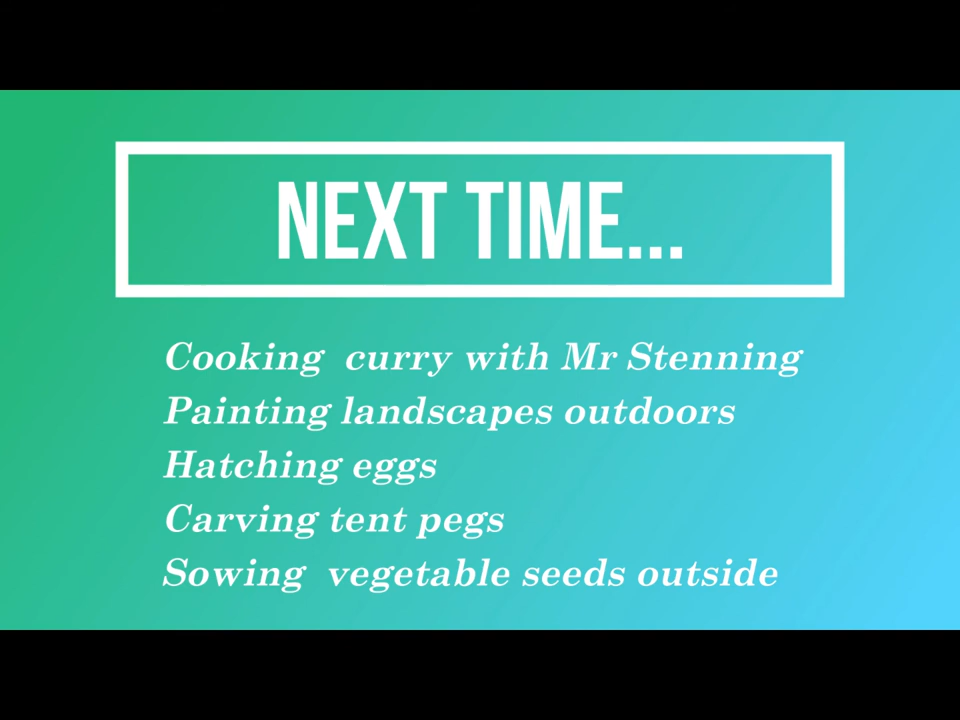 NEXT TIME...
Cooking curry with Mr Stenning
Painting landscapes outdoors
Hatching eggs
Carving tent pegs
Sowing vegetable seeds outside